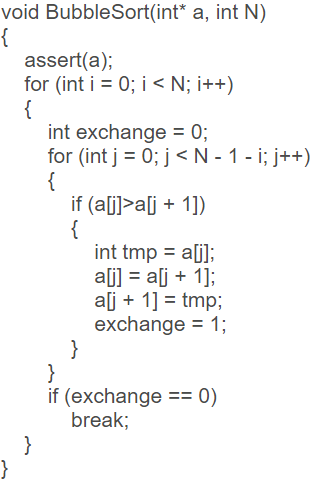 void BubbleSort(int* a, int N)
{
    assert(a);
    for (int i = 0; i < N; i++)
    {
        int exchange = 0;
        for (int j = 0; j < N - 1 - i; j++)
        {
            if (a[j]>a[j + 1])
            {
                int tmp = a[j];
                a[j] = a[j + 1];
                a[j + 1] = tmp;
                exchange = 1;
            }
        }
        if (exchange == 0)
            break;
    }
}